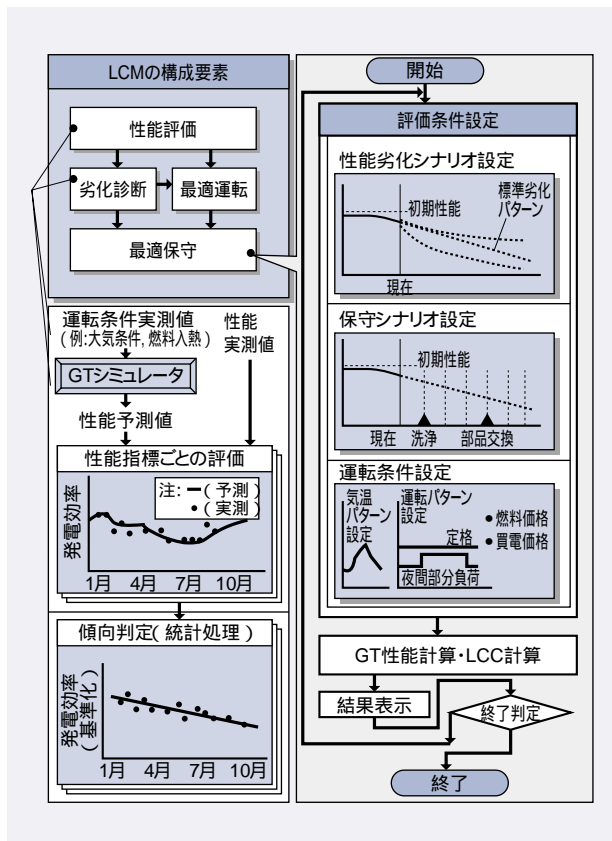 LCMの構成要素
性能評価
劣化診断
最適運転
最適保守
運転条件実測値
(例:大気条件,燃料入熱)
性能
実測値
GTシミュレータ
性能予測値
性能指標ごとの評価
発電効率
注: ー(予測)
●(実測)
1月 4月 7月 10月
傾向判定(統計処理)
発電効率
(基準化)
1月 4月 7月 10月
開始
評価条件設定
性能劣化シナリオ設定
初期性能
標準劣化
パターン
現在
保守シナリオ設定
初期性能
現在 洗浄 部品交換
運転条件設定
気温
パターン
設定
運転パターン
設定
定格
夜間部分負荷
●燃料価格
●買電価格
GT性能計算・LCC計算
結果表示
終了判定
終了